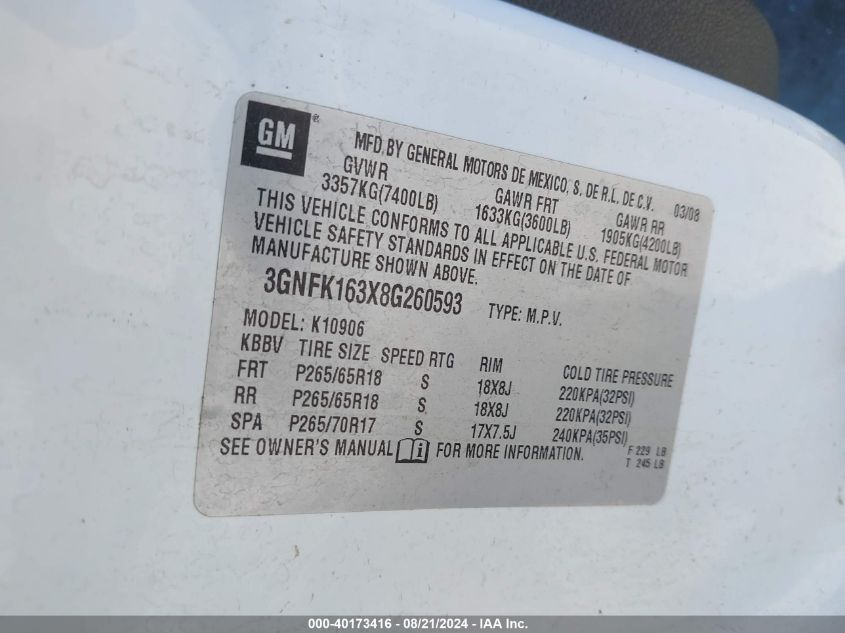 GM ®
MFD. BY GENERAL MOTORS DE MEXICO, S. DE R.L. DE C.V. 03/08
GVWR GAWR FRT GAWR RR
3357KG(7400LB) 1633KG(3600LB) 1905KG(4200LB)
THIS VEHICLE CONFORMS TO ALL APPLICABLE U.S. FEDERAL MOTOR
VEHICLE SAFETY STANDARDS IN EFFECT ON THE DATE OF
MANUFACTURE SHOWN ABOVE.
3GNFK163X8G260593 TYPE: M.P.V.
MODEL: K10906
KBBV TIRE SIZE SPEED RTG RIM COLD TIRE PRESSURE
FRT P265/65R18 S 18X8J 220KPA(32PSI)
RR P265/65R18 S 18X8J 220KPA(32PSI)
SPA P265/70R17 S 17X7.5J 240KPA(35PSI)
SEE OWNER'S MANUAL i FOR MORE INFORMATION.
F 229 LB
T 245 LB
000-40173416 - 08/21/2024 - IAA Inc.